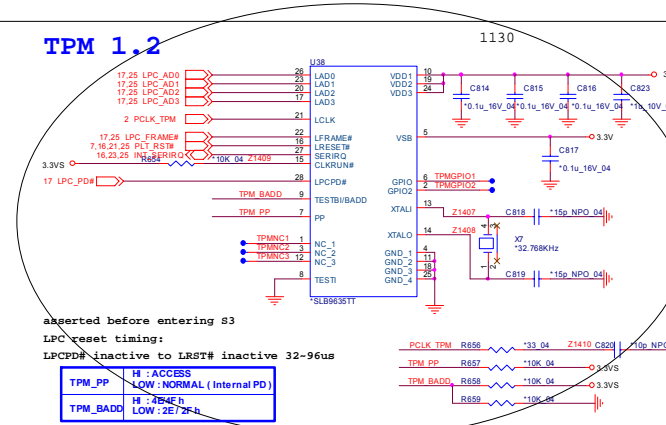 TPM 1.2
1130
U38
17,25 LPC_AD0 26 LAD0 VDD1 10
17,25 LPC_AD1 23 LAD1 VDD2 19
17,25 LPC_AD2 20 LAD2 VDD3 24
17,25 LPC_AD3 17 LAD3
C814 C815 C816 C823
*0.1u_16V_04 *0.1u_16V_04 *0.1u_16V_04 *1u_10V_
2 PCLK_TPM 21 LCLK
17,25 LPC_FRAME# 22 LFRAME# VSB 5 3.3V
7,16,21,25 PLT_RST# 16 LRESET#
16,23,25 INT_SERIRQ 27 SERIRQ
3.3VS R654 *10K_04 Z1409 15 CLKRUN#
C817
*0.1u_16V_04
17 LPC_PD# 28 LPCPD# GPIO 6 TPMGPIO1
GPIO2 2 TPMGPIO2
TPM_BADD 9 TESTBI/BADD
TPM_PP 7 PP
XTALI 13 Z1407 C818 *15p_NPO_04
XTALO 14 Z1408
4 3
X7
*32.768KHz
1 2
TPMNC1 1 NC_1 GND_1 4
TPMNC2 3 NC_2 GND_2 11
TPMNC3 12 NC_3 GND_3 18
GND_4 25
C819 *15p_NPO_04
8 TESTI
*SLB9635TT
asserted before entering S3
LPC reset timing:
LPCPD# inactive to LRST# inactive 32~96us
TPM_PP HI : ACCESS
LOW : NORMAL ( Internal PD )
TPM_BADD HI : 4E/4F h
LOW : 2E / 2F h
PCLK_TPM R656 *33_04 Z1410 C820 *10p_NPO
TPM_PP R657 *10K_04 3.3VS
TPM_BADD R658 *10K_04 3.3VS
R659 *10K_04